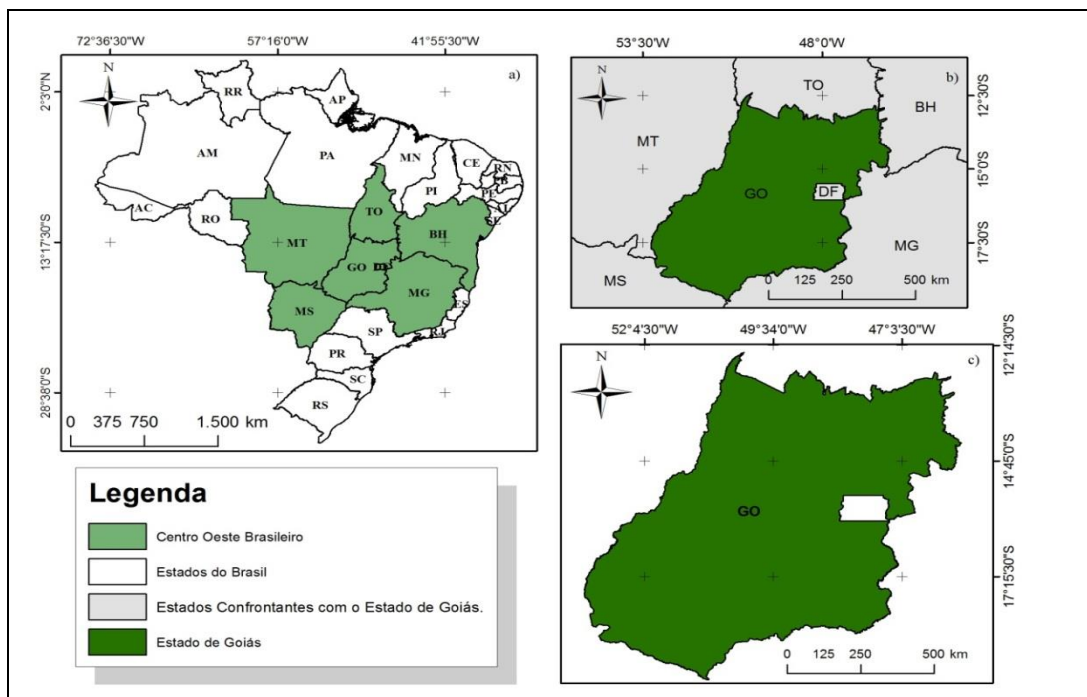 72°36'30"W 57°16'0"W 41°55'30"W
2°3'0"N
13°17'30"S
28°38'0"S
N
a)
RR
AP
AM
PA
MN
CE
RN
PI
PE
AC
RO
TO
BH
SE
MT
GO
MG
MS
ES
SP
RJ
PR
SC
RS
0 375 750 1.500 km
53°30'W 48°0'W
12°30'S
15°0'S
17°30'S
N
b)
TO
BH
MT
GO
DF
MG
MS
0 125 250 500 km
52°4'30"W 49°34'0"W 47°3'30"W
12°14'30"S
14°45'0"S
17°15'30"S
N
c)
GO
0 125 250 500 km
Legenda
Centro Oeste Brasileiro
Estados do Brasil
Estados Confrontantes com o Estado de Goiás.
Estado de Goiás